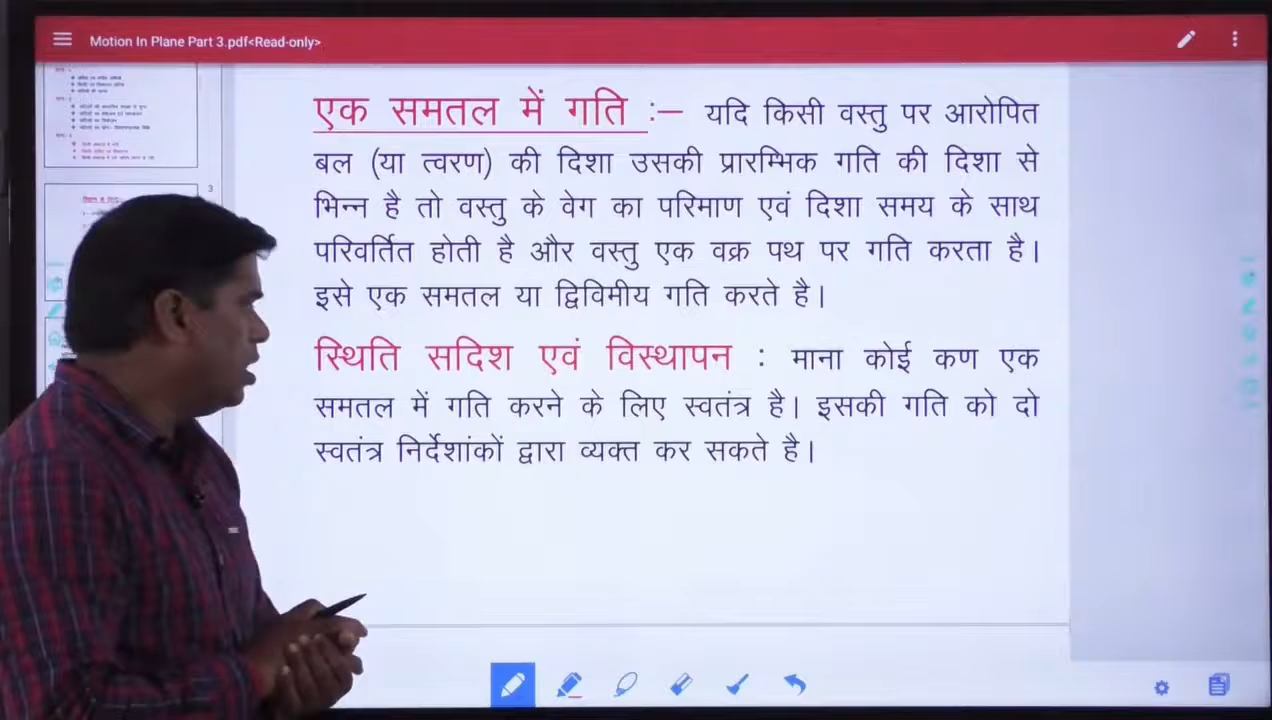 Motion In Plane Part 3.pdf<Read-only>
एक समतल में गति :– यदि किसी वस्तु पर आरोपित
बल (या त्वरण) की दिशा उसकी प्रारम्भिक गति की दिशा से
भिन्न है तो वस्तु के वेग का परिमाण एवं दिशा समय के साथ
परिवर्तित होती है और वस्तु एक वक्र पथ पर गति करता है।
इसे एक समतल या द्विविमीय गति करते है।
स्थिति सदिश एवं विस्थापन : माना कोई कण एक
समतल में गति करने के लिए स्वतंत्र है। इसकी गति को दो
स्वतंत्र निर्देशांकों द्वारा व्यक्त कर सकते है।
3